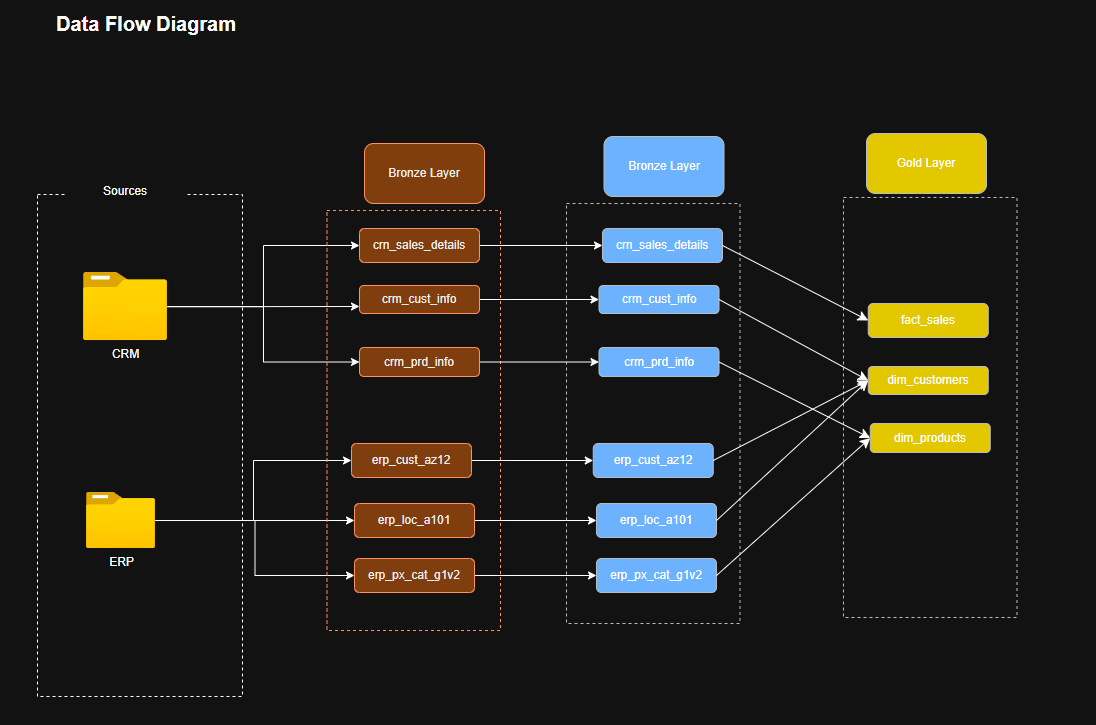 Data Flow Diagram
Sources
CRM
ERP
Bronze Layer
crn_sales_details
crm_cust_info
crm_prd_info
erp_cust_az12
erp_loc_a101
erp_px_cat_g1v2
Bronze Layer
crn_sales_details
crm_cust_info
crm_prd_info
erp_cust_az12
erp_loc_a101
erp_px_cat_g1v2
Gold Layer
fact_sales
dim_customers
dim_products